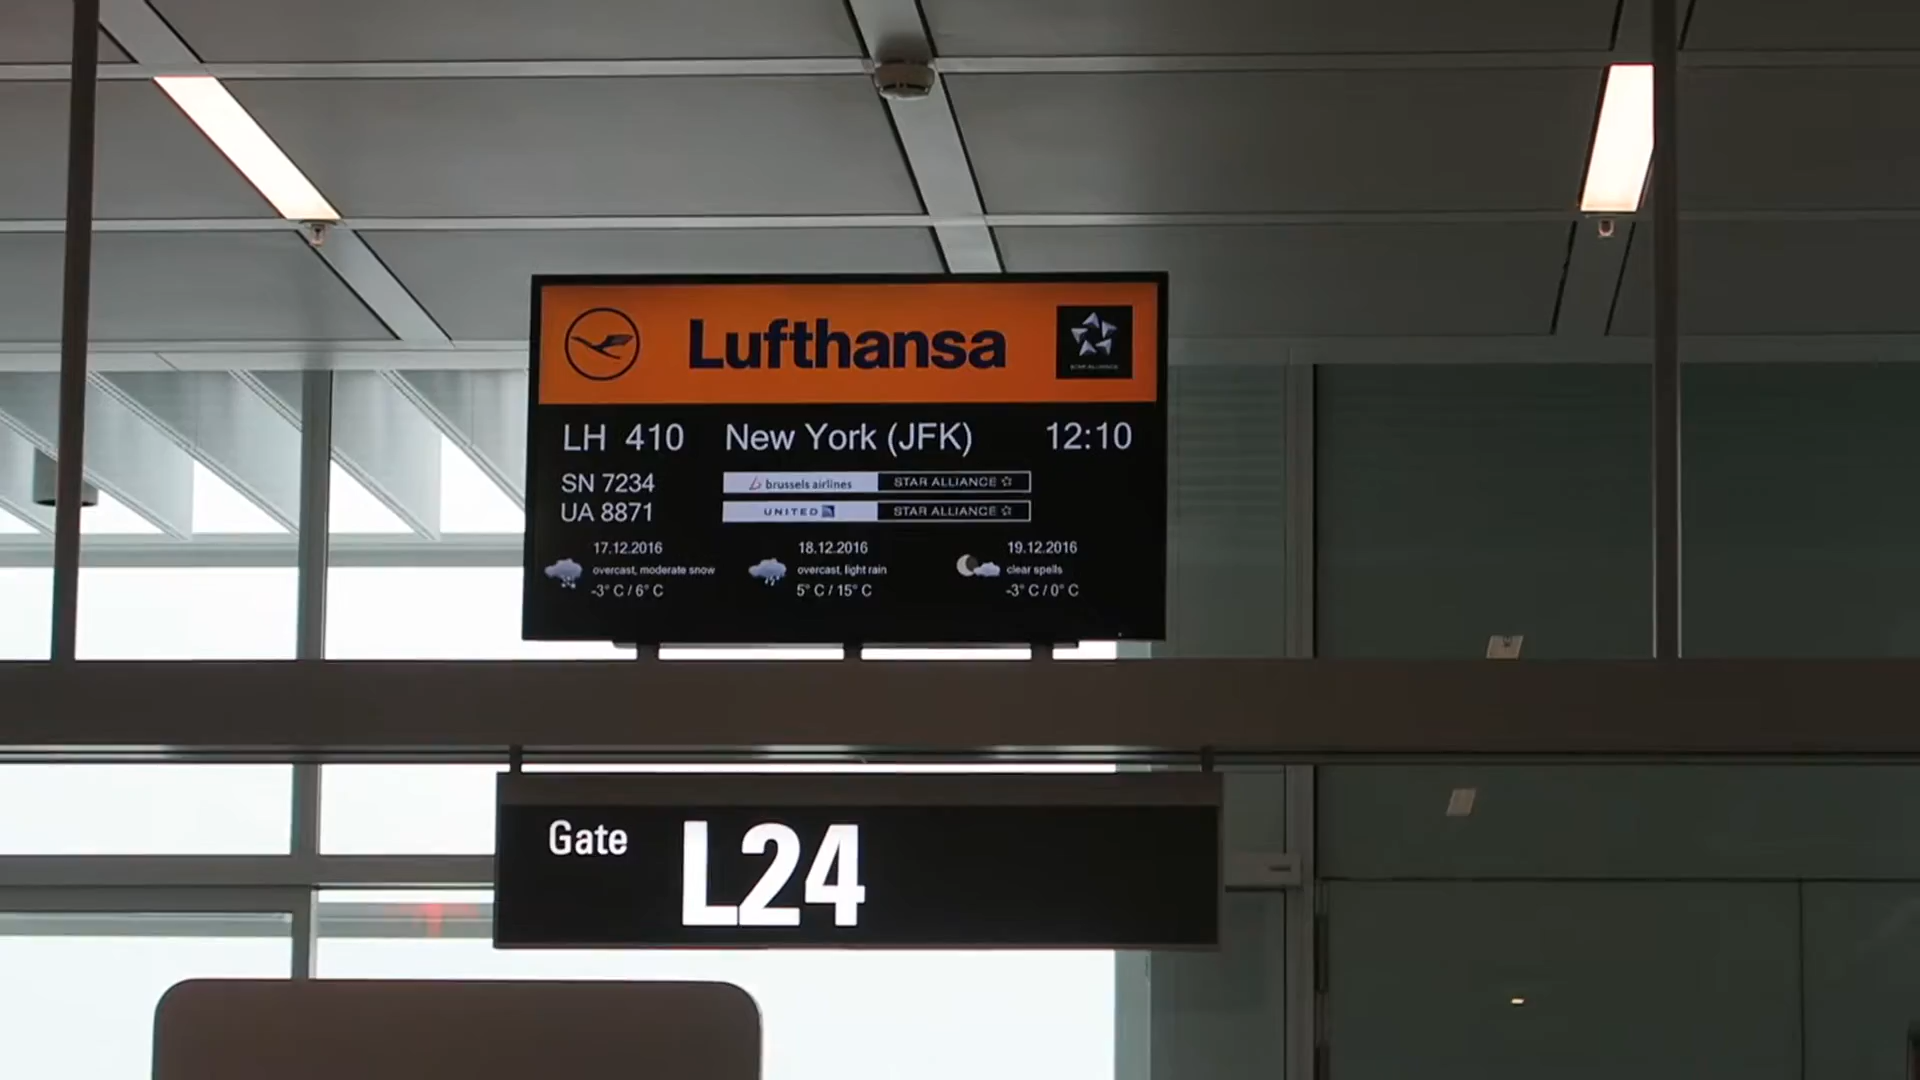 Lufthansa
STAR ALLIANCE
LH 410 New York (JFK) 12:10
SN 7234 brussels airlines STAR ALLIANCE
UA 8871 UNITED STAR ALLIANCE
17.12.2016 18.12.2016 19.12.2016
overcast, moderate snow overcast, light rain clear spells
-3° C / 6° C 5° C / 15° C -3° C / 0° C
Gate L24